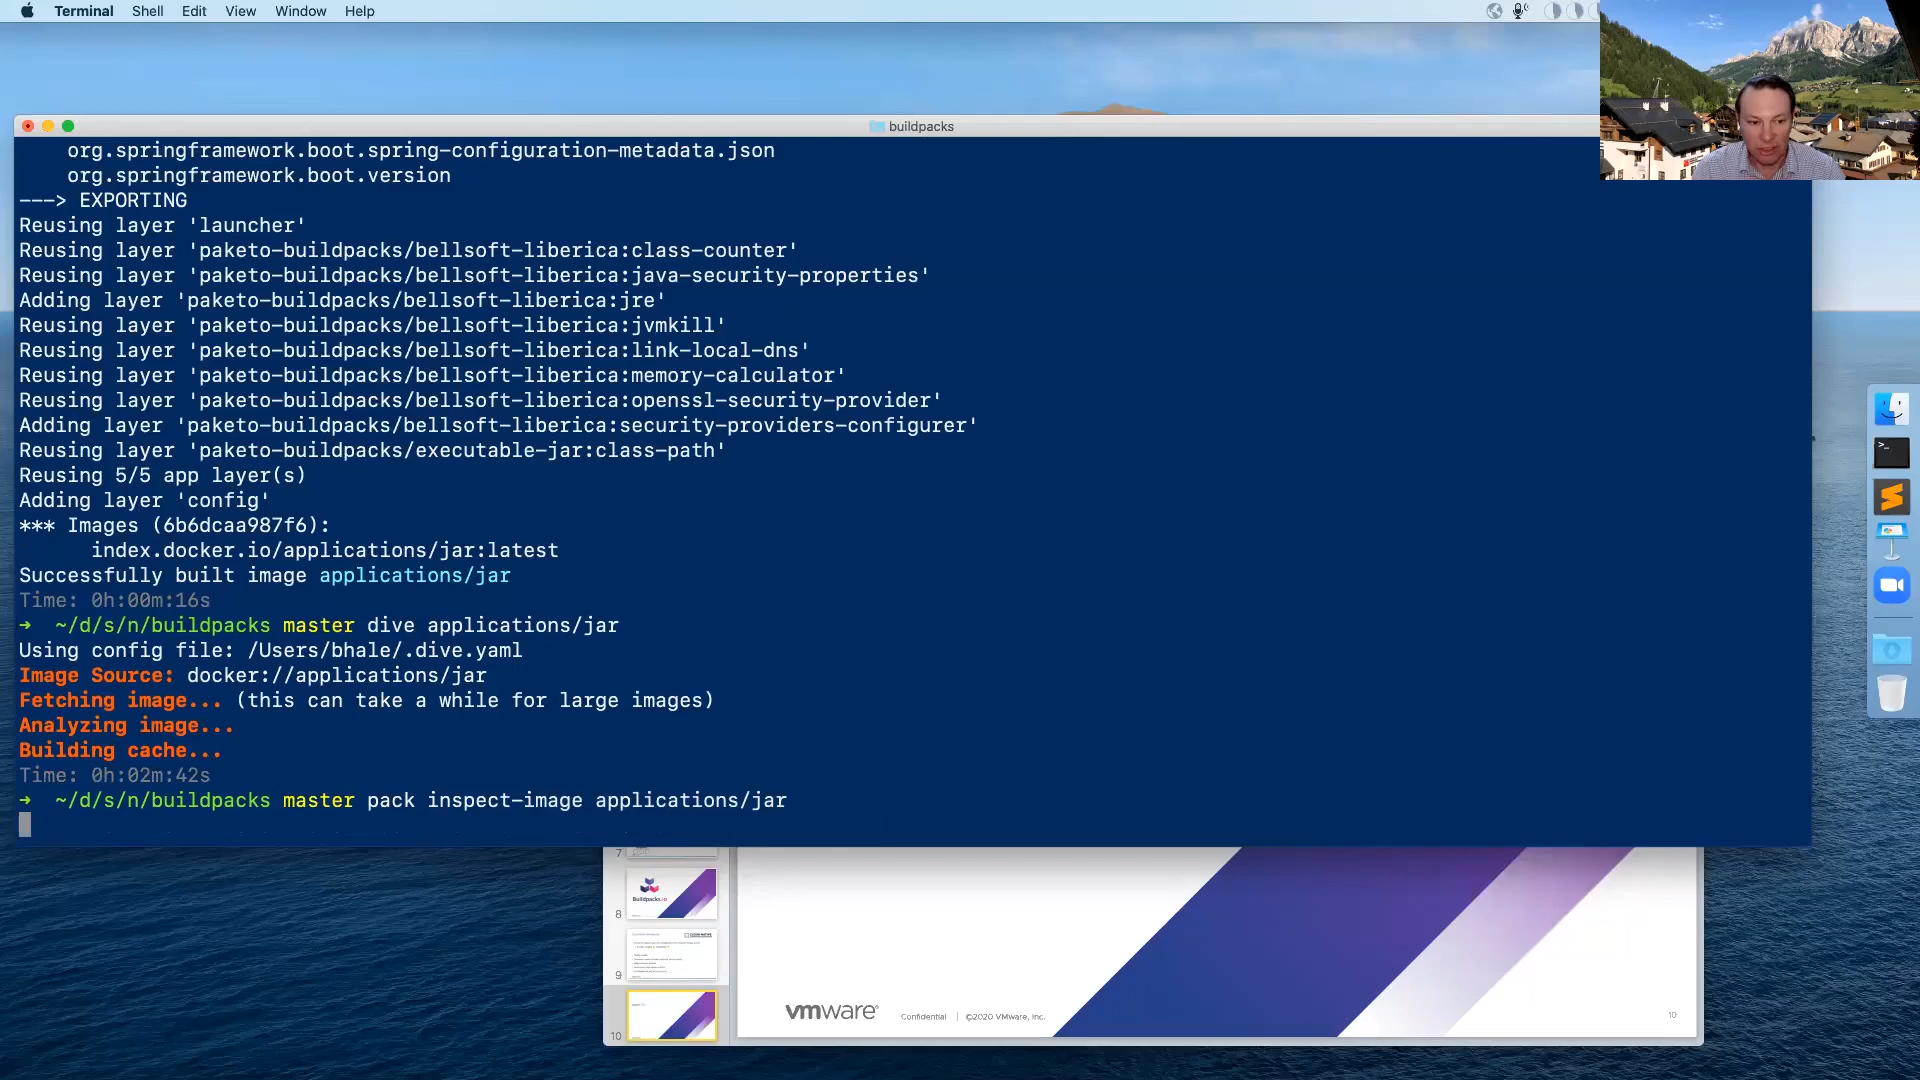 Terminal Shell Edit View Window Help
buildpacks
org.springframework.boot.spring-configuration-metadata.json
org.springframework.boot.version
---> EXPORTING
Reusing layer 'launcher'
Reusing layer 'paketo-buildpacks/bellsoft-liberica:class-counter'
Reusing layer 'paketo-buildpacks/bellsoft-liberica:java-security-properties'
Adding layer 'paketo-buildpacks/bellsoft-liberica:jre'
Reusing layer 'paketo-buildpacks/bellsoft-liberica:jvmkill'
Reusing layer 'paketo-buildpacks/bellsoft-liberica:link-local-dns'
Reusing layer 'paketo-buildpacks/bellsoft-liberica:memory-calculator'
Reusing layer 'paketo-buildpacks/bellsoft-liberica:openssl-security-provider'
Adding layer 'paketo-buildpacks/bellsoft-liberica:security-providers-configurer'
Reusing layer 'paketo-buildpacks/executable-jar:class-path'
Reusing 5/5 app layer(s)
Adding layer 'config'
*** Images (6b6dcaa987f6):
index.docker.io/applications/jar:latest
Successfully built image applications/jar
Time: 0h:00m:16s
➜ ~/d/s/n/buildpacks master dive applications/jar
Using config file: /Users/bhale/.dive.yaml
Image Source: docker://applications/jar
Fetching image... (this can take a while for large images)
Analyzing image...
Building cache...
Time: 0h:02m:42s
➜ ~/d/s/n/buildpacks master pack inspect-image applications/jar
7
Buildpacks.io
8
9
10
vmware® Confidential | ©2020 VMware, Inc. 10